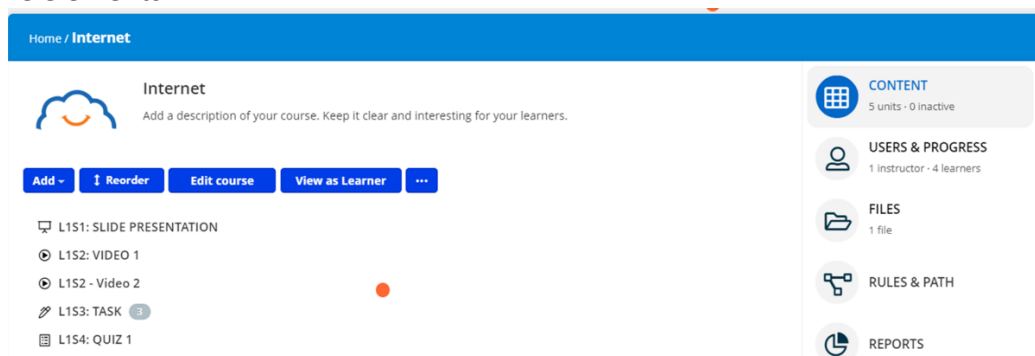 Home / Internet
Internet
Add a description of your course. Keep it clear and interesting for your learners.
Add
Reorder
Edit course
View as Learner
...
L1S1: SLIDE PRESENTATION
L1S2: VIDEO 1
L1S2 - Video 2
L1S3: TASK 3
L1S4: QUIZ 1
CONTENT
5 units · 0 inactive
USERS & PROGRESS
1 instructor · 4 learners
FILES
1 file
RULES & PATH
REPORTS